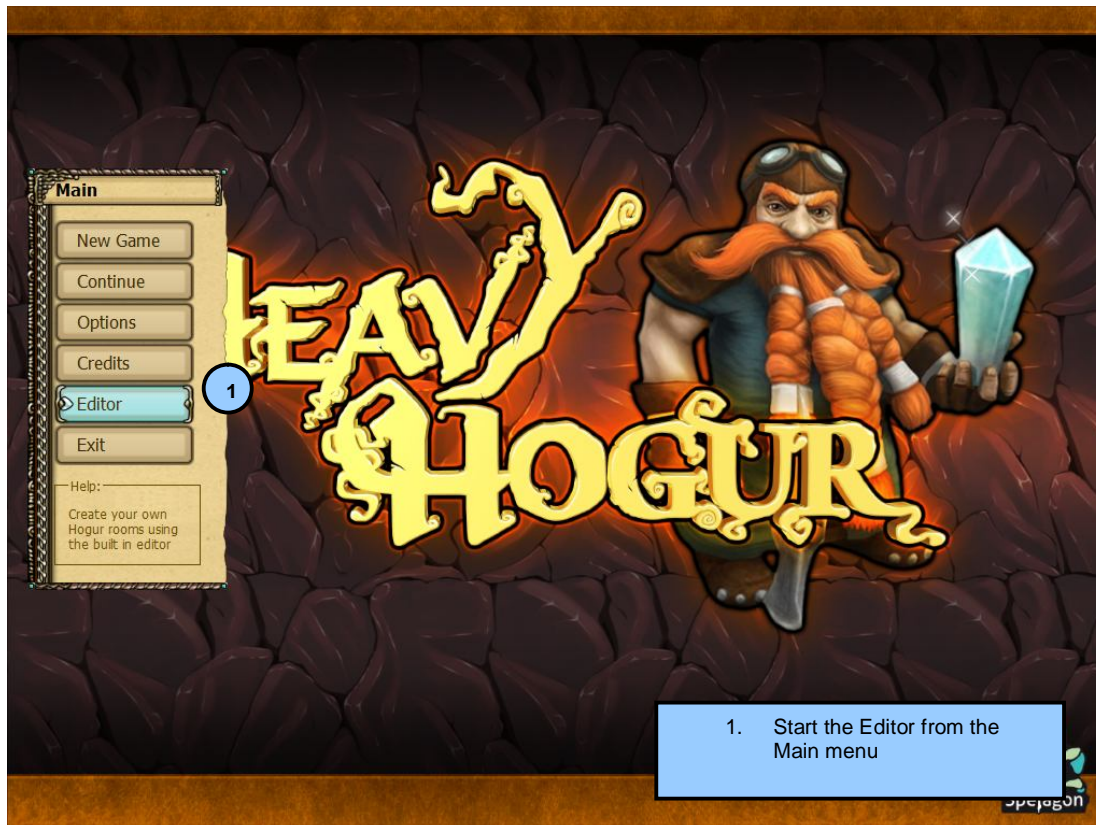 Main
New Game
Continue
Options
Credits
Editor
Exit
Help:
Create your own
Hogur rooms using
the built in editor
1
HEAVY
HOGUR
1. Start the Editor from the
Main menu